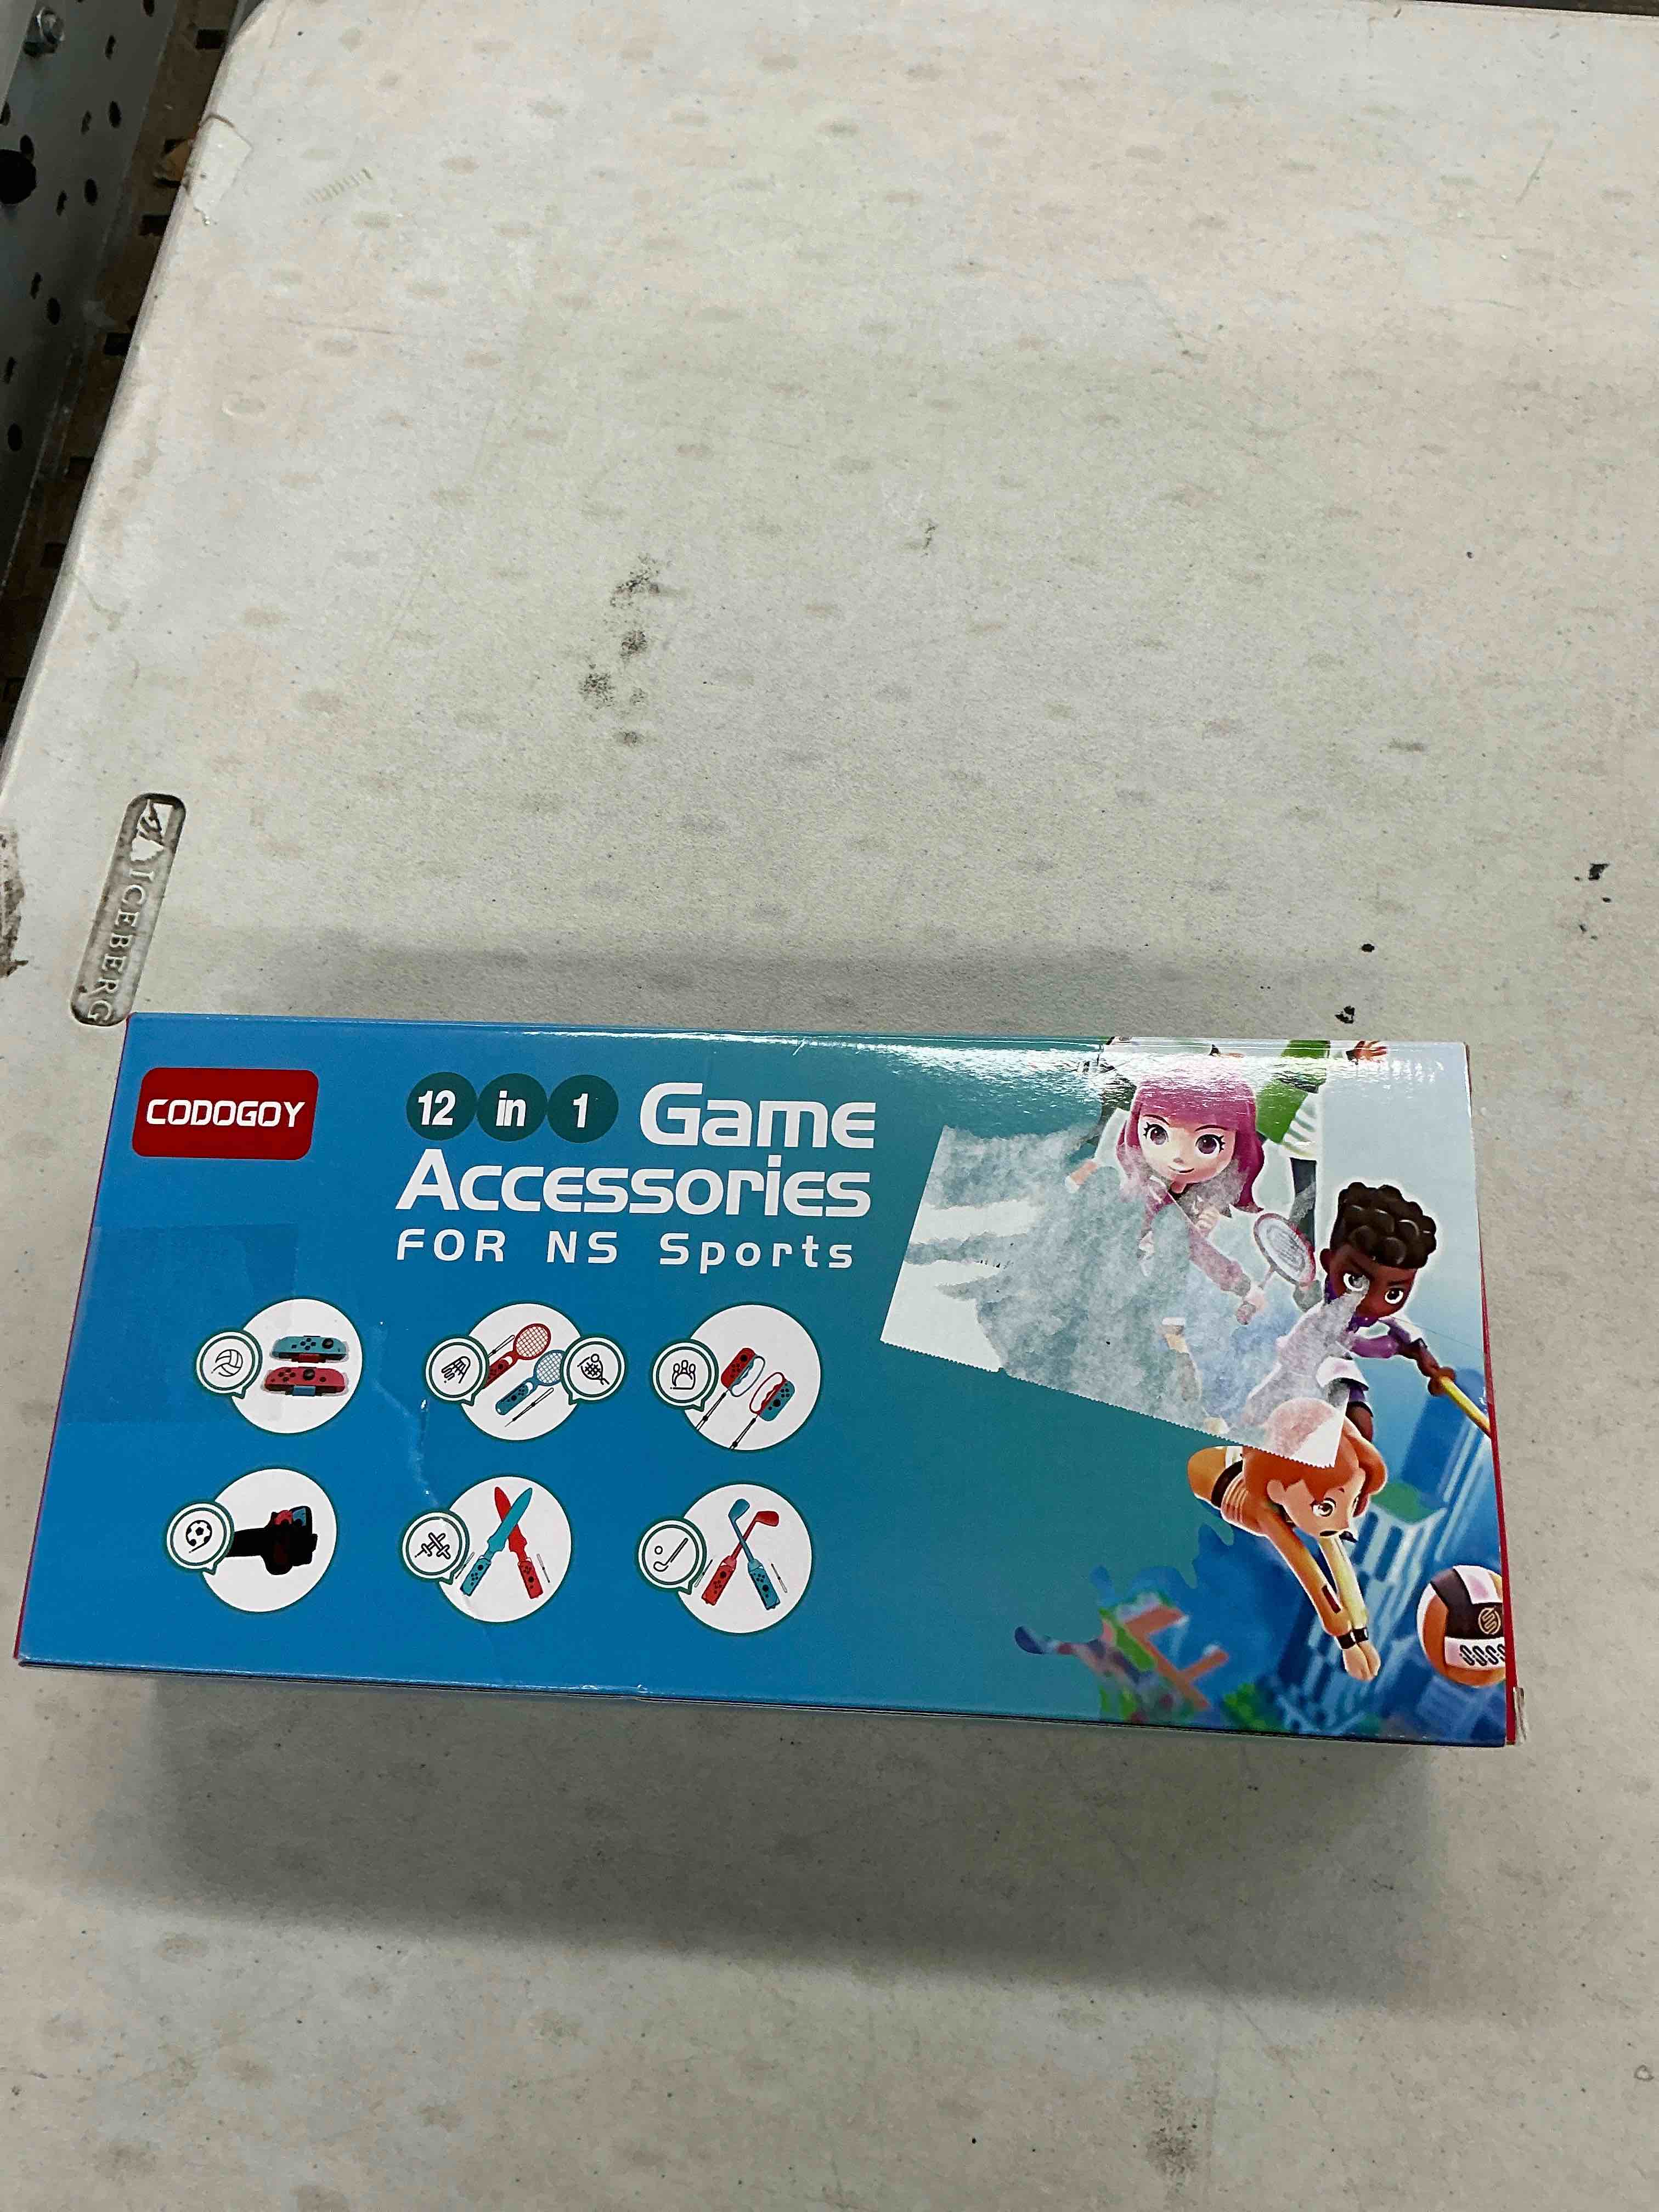 ICEBERG
CODOGOY
12 in 1 Game
Accessories
FOR NS Sports